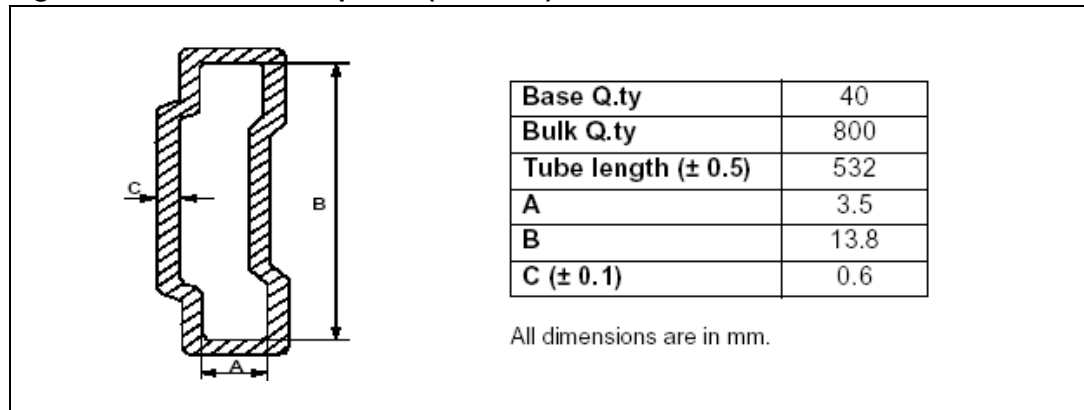 C
B
A
Base Q.ty 40
Bulk Q.ty 800
Tube length (± 0.5) 532
A 3.5
B 13.8
C (± 0.1) 0.6
All dimensions are in mm.